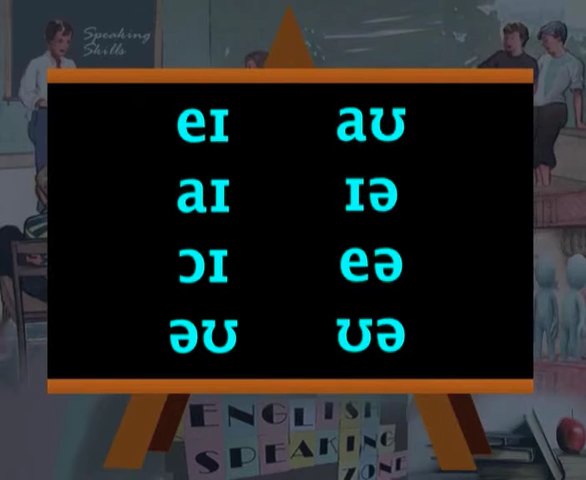 Speaking
Skills
eɪ aʊ
aɪ ɪə
ɔɪ eə
əʊ ʊə
ENGLISH
SPEAKING
ZONE